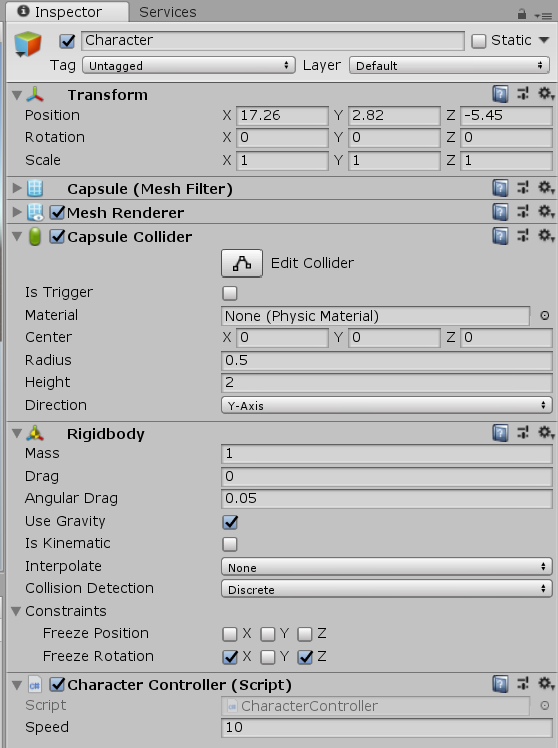 Inspector Services
Character Static
Tag Untagged Layer Default
Transform
Position X 17.26 Y 2.82 Z -5.45
Rotation X 0 Y 0 Z 0
Scale X 1 Y 1 Z 1
Capsule (Mesh Filter)
Mesh Renderer
Capsule Collider
Edit Collider
Is Trigger
Material None (Physic Material)
Center X 0 Y 0 Z 0
Radius 0.5
Height 2
Direction Y-Axis
Rigidbody
Mass 1
Drag 0
Angular Drag 0.05
Use Gravity
Is Kinematic
Interpolate None
Collision Detection Discrete
Constraints
Freeze Position X Y Z
Freeze Rotation X Y Z
Character Controller (Script)
Script CharacterController
Speed 10